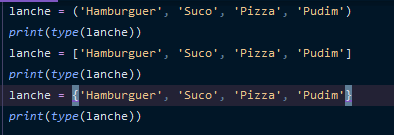 lanche = ('Hamburguer', 'Suco', 'Pizza', 'Pudim')
print(type(lanche))
lanche = ['Hamburguer', 'Suco', 'Pizza', 'Pudim']
print(type(lanche))
lanche = {'Hamburguer', 'Suco', 'Pizza', 'Pudim'}
print(type(lanche))